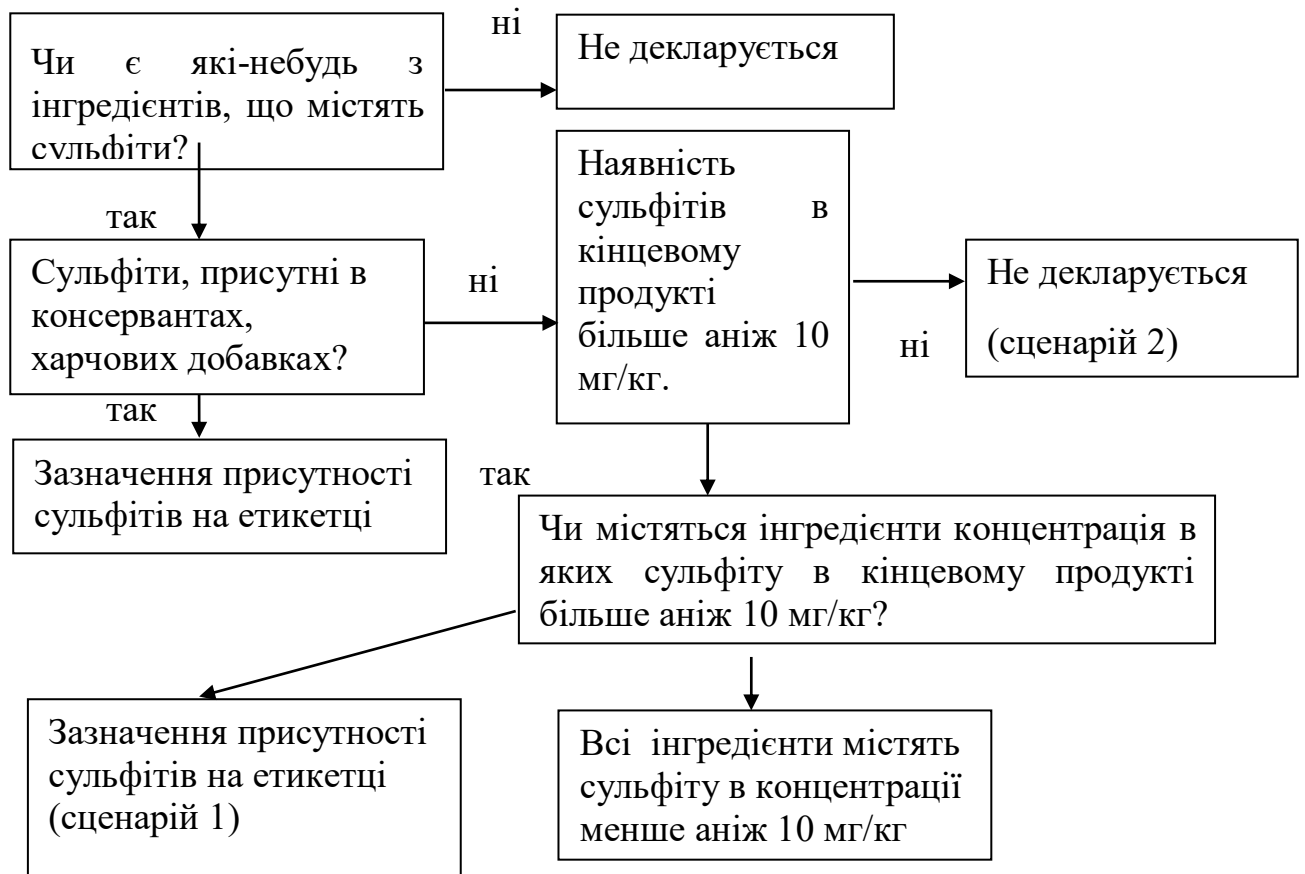 ні
Чи є які-небудь з
інгредієнтів, що містять
сульфіти?
Не декларується
так
Наявність
сульфітів в
кінцевому
продукті
більше аніж 10
мг/кг.
Сульфіти, присутні в
консервантах,
харчових добавках?
ні
Не декларується
(сценарій 2)
ні
так
Зазначення присутності
сульфітів на етикетці
так
Чи містяться інгредієнти концентрація в
яких сульфіту в кінцевому продукті
більше аніж 10 мг/кг?
Зазначення присутності
сульфітів на етикетці
(сценарій 1)
Всі інгредієнти містять
сульфіту в концентрації
менше аніж 10 мг/кг